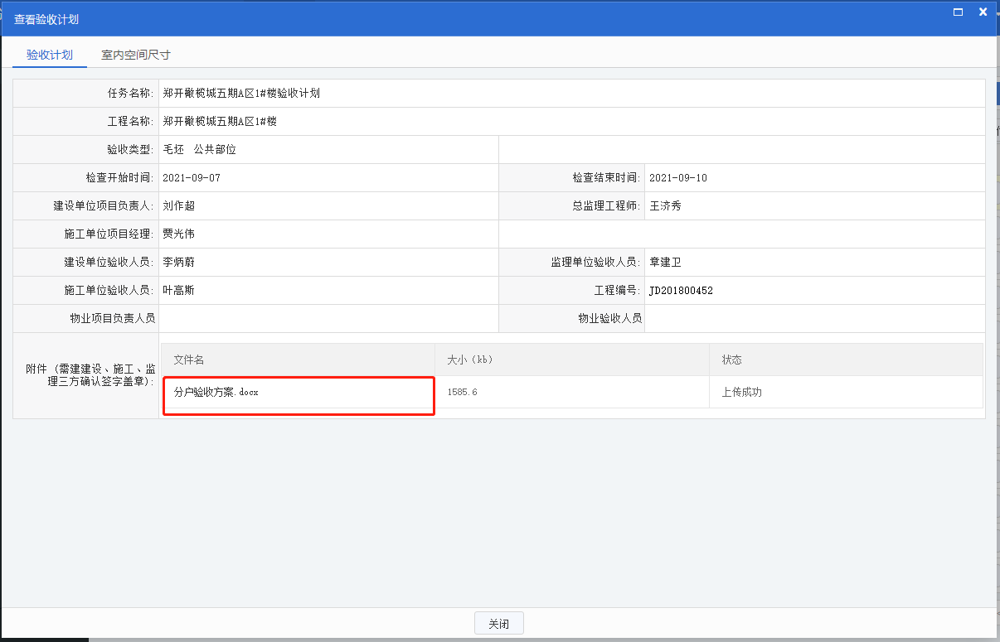 查看验收计划
验收计划 室内空间尺寸
任务名称: 郑开橄榄城五期A区1#楼验收计划
工程名称: 郑开橄榄城五期A区1#楼
验收类型: 毛坯 公共部位
检查开始时间: 2021-09-07 检查结束时间: 2021-09-10
建设单位项目负责人: 刘作超 总监理工程师: 王济秀
施工单位项目经理: 贾光伟
建设单位验收人员: 李炳蔚 监理单位验收人员: 章建卫
施工单位验收人员: 叶高斯 工程编号: JD201800452
物业项目负责人员 物业验收人员
附件（需建建设、施工、监
理三方确认签字盖章）:
文件名 大小（kb） 状态
分户验收方案.docx 1585.6 上传成功
关闭